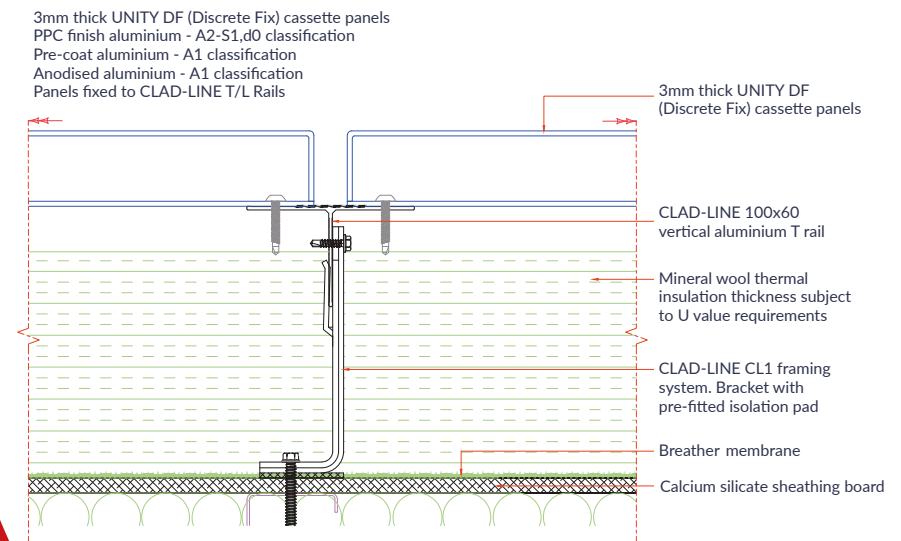 3mm thick UNITY DF (Discrete Fix) cassette panels
PPC finish aluminium - A2-S1,d0 classification
Pre-coat aluminium - A1 classification
Anodised aluminium - A1 classification
Panels fixed to CLAD-LINE T/L Rails
3mm thick UNITY DF
(Discrete Fix) cassette panels
CLAD-LINE 100x60
vertical aluminium T rail
Mineral wool thermal
insulation thickness subject
to U value requirements
CLAD-LINE CL1 framing
system. Bracket with
pre-fitted isolation pad
Breather membrane
Calcium silicate sheathing board